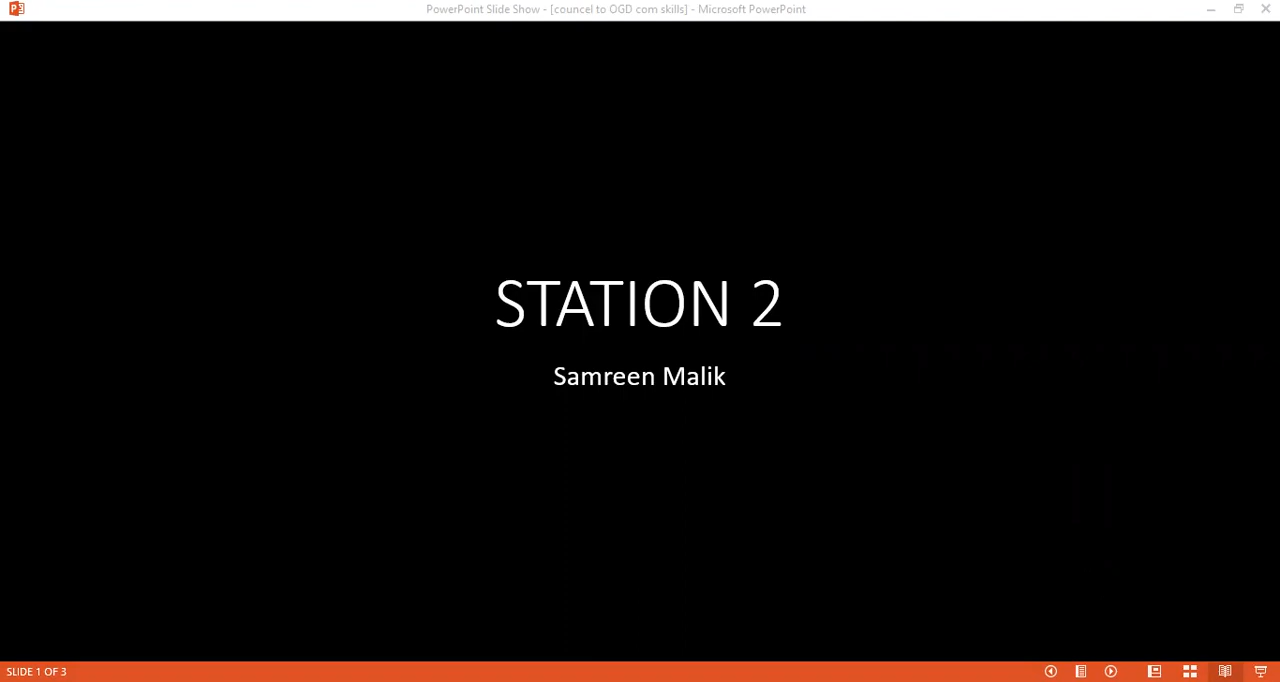 PowerPoint Slide Show - [councel to OGD com skills] - Microsoft PowerPoint
STATION 2
Samreen Malik
SLIDE 1 OF 3